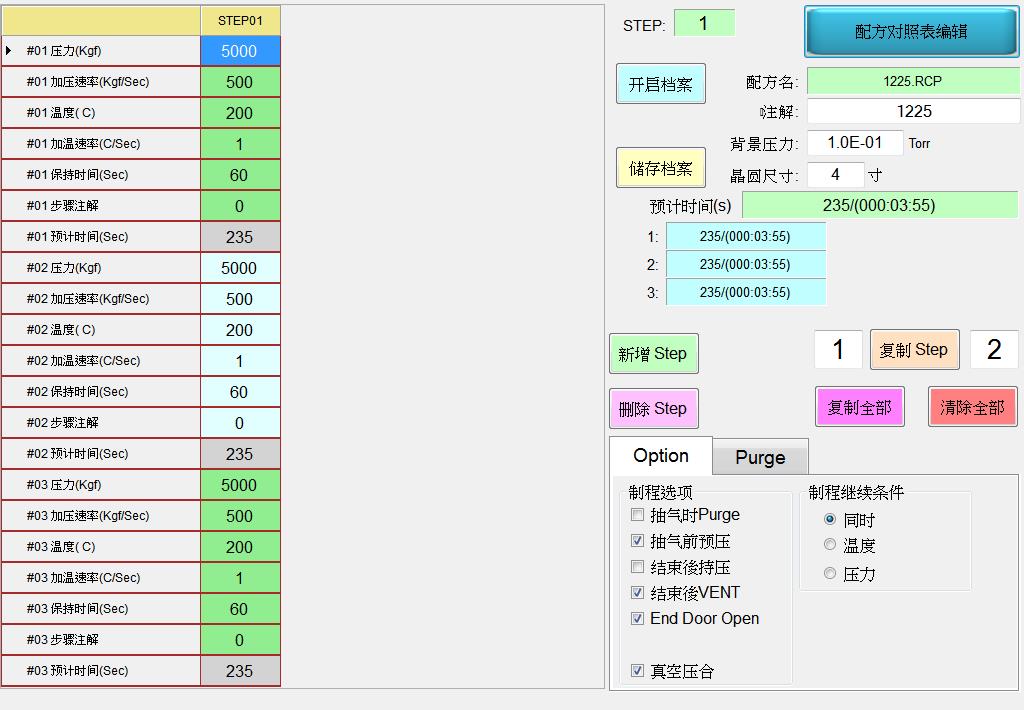 STEP01
#01 压力(Kgf) 5000
#01 加压速率(Kgf/Sec) 500
#01 温度( C) 200
#01 加温速率(C/Sec) 1
#01 保持时间(Sec) 60
#01 步骤注解 0
#01 预计时间(Sec) 235
#02 压力(Kgf) 5000
#02 加压速率(Kgf/Sec) 500
#02 温度( C) 200
#02 加温速率(C/Sec) 1
#02 保持时间(Sec) 60
#02 步骤注解 0
#02 预计时间(Sec) 235
#03 压力(Kgf) 5000
#03 加压速率(Kgf/Sec) 500
#03 温度( C) 200
#03 加温速率(C/Sec) 1
#03 保持时间(Sec) 60
#03 步骤注解 0
#03 预计时间(Sec) 235
STEP: 1
配方对照表编辑
开启档案
配方名: 1225.RCP
注解: 1225
背景压力: 1.0E-01 Torr
储存档案
晶圆尺寸: 4 寸
预计时间(s) 235/(000:03:55)
1: 235/(000:03:55)
2: 235/(000:03:55)
3: 235/(000:03:55)
新增 Step
1 复制 Step 2
删除 Step
复制全部
清除全部
Option Purge
制程选项
抽气时Purge
抽气前预压
结束後持压
结束後VENT
End Door Open
真空压合
制程继续条件
同时
温度
压力